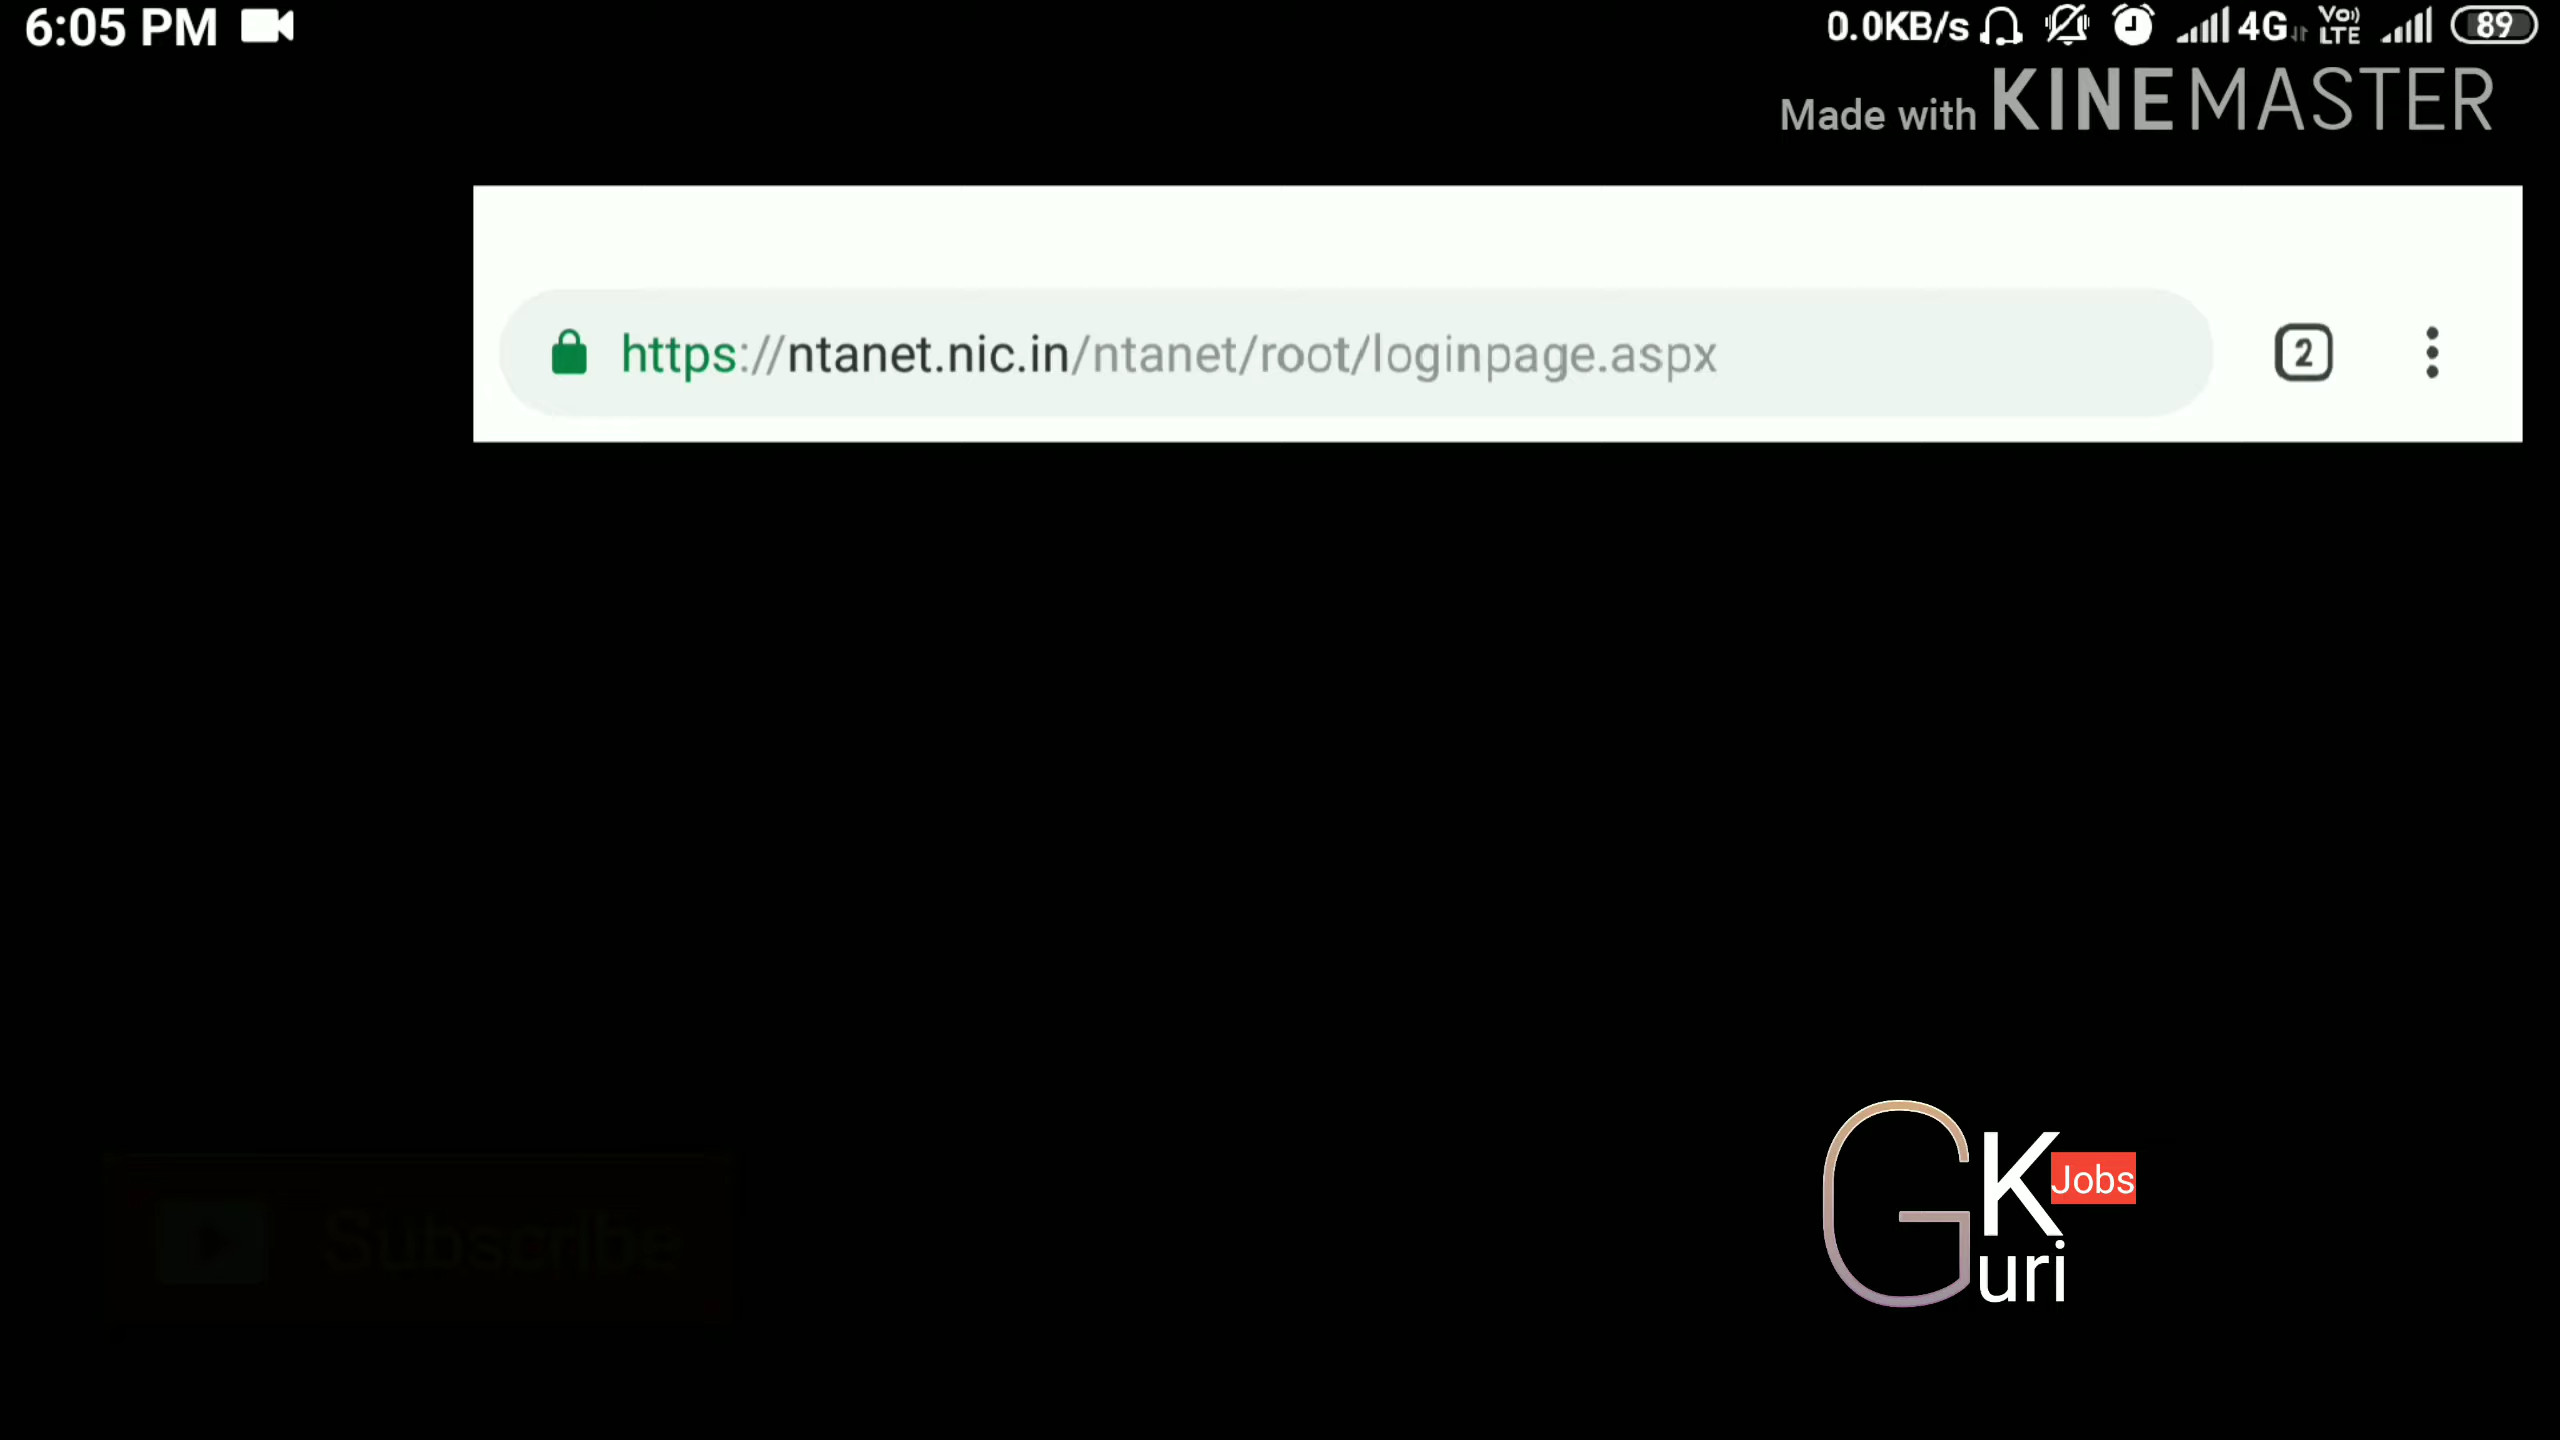 6:05 PM
0.0KB/s 4G Vo) LTE 89
Made with KINEMASTER
https://ntanet.nic.in/ntanet/root/loginpage.aspx
2
GK Jobs
uri
Subscribe